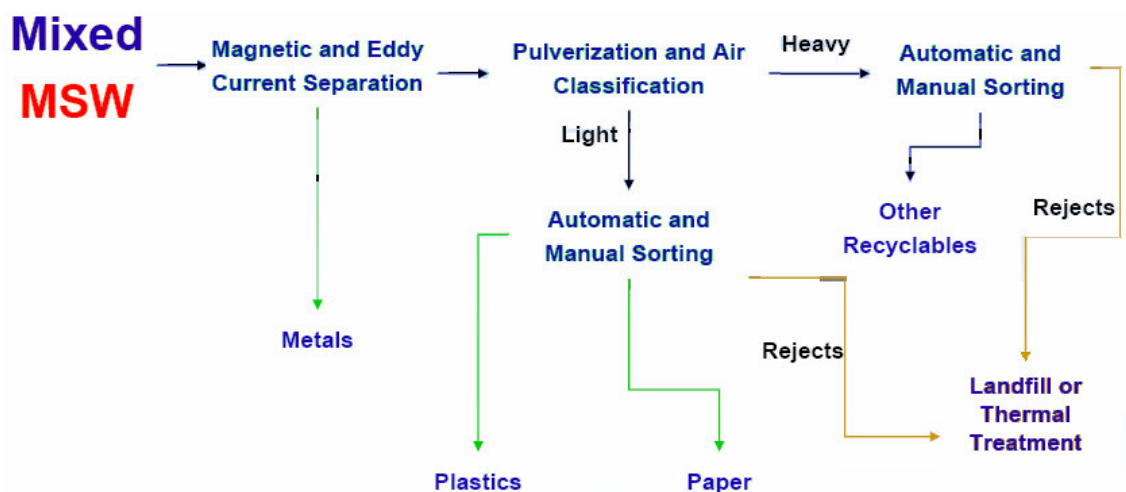 Mixed
MSW
Magnetic and Eddy
Current Separation
Pulverization and Air
Classification
Heavy
Automatic and
Manual Sorting
Light
Automatic and
Manual Sorting
Other
Recyclables
Rejects
Metals
Rejects
Landfill or
Thermal
Treatment
Plastics
Paper